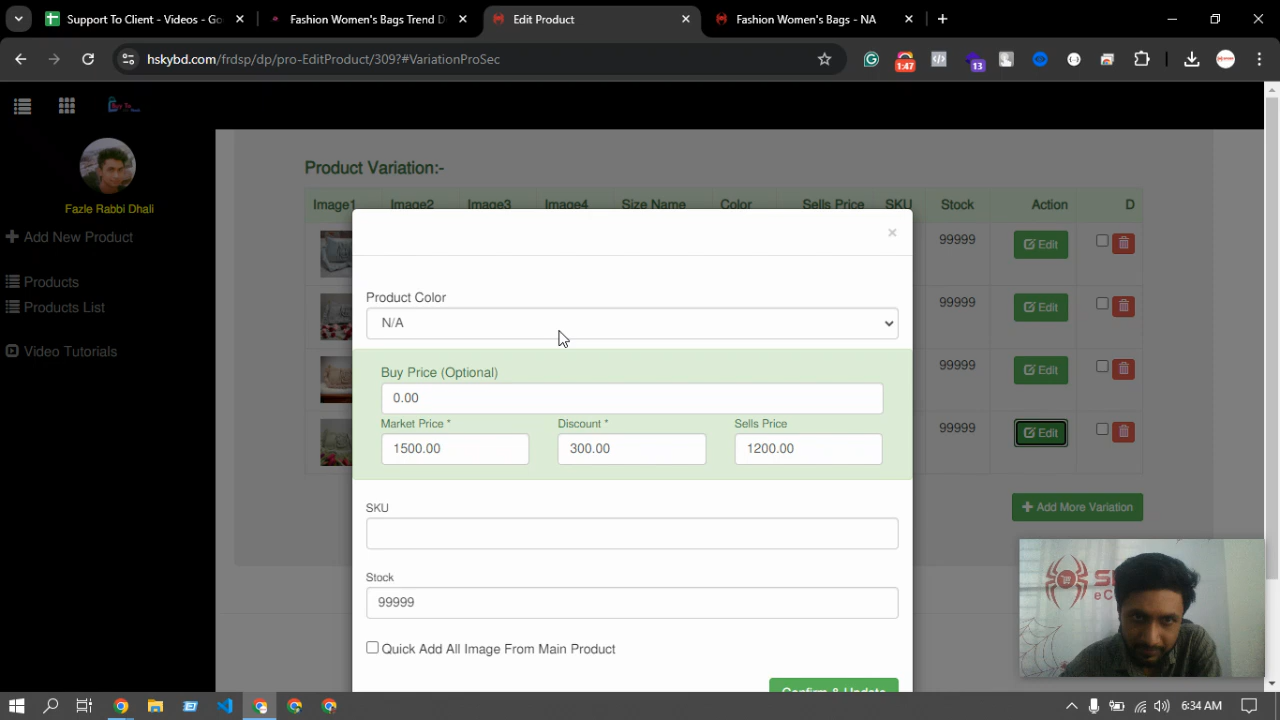 Support To Client - Videos - Go
Fashion Women's Bags Trend D
Edit Product
Fashion Women's Bags - NA
hskybd.com/frdsp/dp/pro-EditProduct/309?#VariationProSec
1:47
13
Fazle Rabbi Dhali
Add New Product
Products
Products List
Video Tutorials
Product Variation:-
Image1 Image2 Image3 Image4 Size Name Color Sells Price SKU Stock Action D
99999 Edit
99999 Edit
99999 Edit
99999 Edit
Add More Variation
×
Product Color
N/A
Buy Price (Optional)
0.00
Market Price * Discount * Sells Price
1500.00 300.00 1200.00
SKU
Stock
99999
Quick Add All Image From Main Product
Confirm & Update
6:34 AM